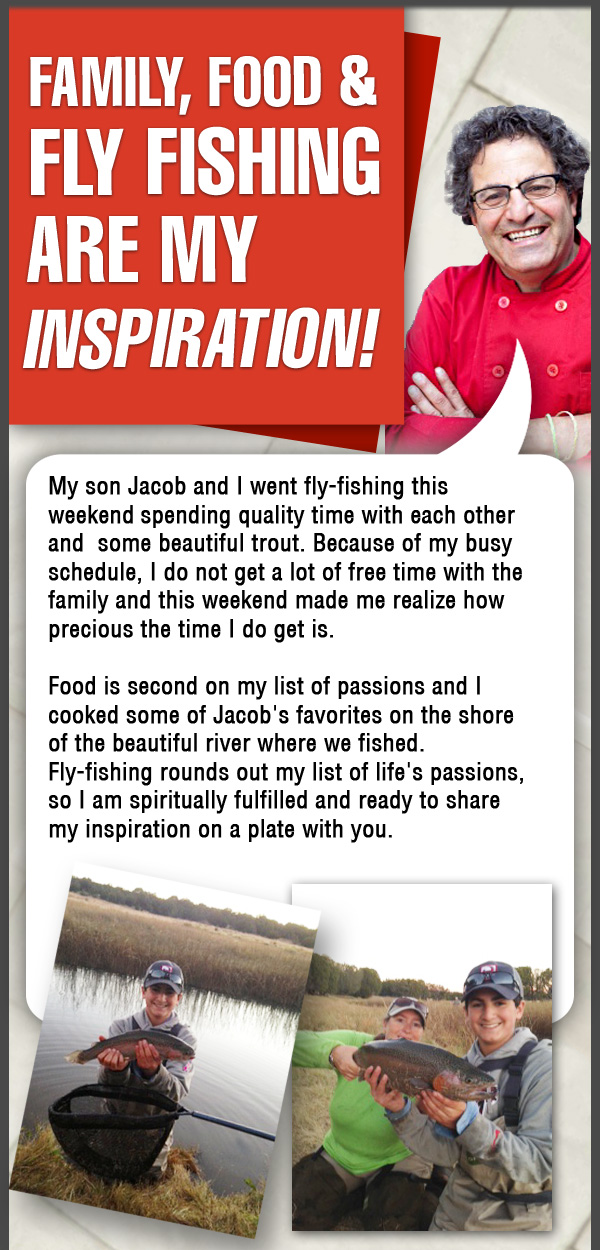 FAMILY, FOOD &
FLY FISHING
ARE MY
INSPIRATION!
My son Jacob and I went fly-fishing this
weekend spending quality time with each other
and  some beautiful trout. Because of my busy
schedule, I do not get a lot of free time with the
family and this weekend made me realize how
precious the time I do get is.
Food is second on my list of passions and I
cooked some of Jacob's favorites on the shore
of the beautiful river where we fished.
Fly-fishing rounds out my list of life's passions,
so I am spiritually fulfilled and ready to share
my inspiration on a plate with you.